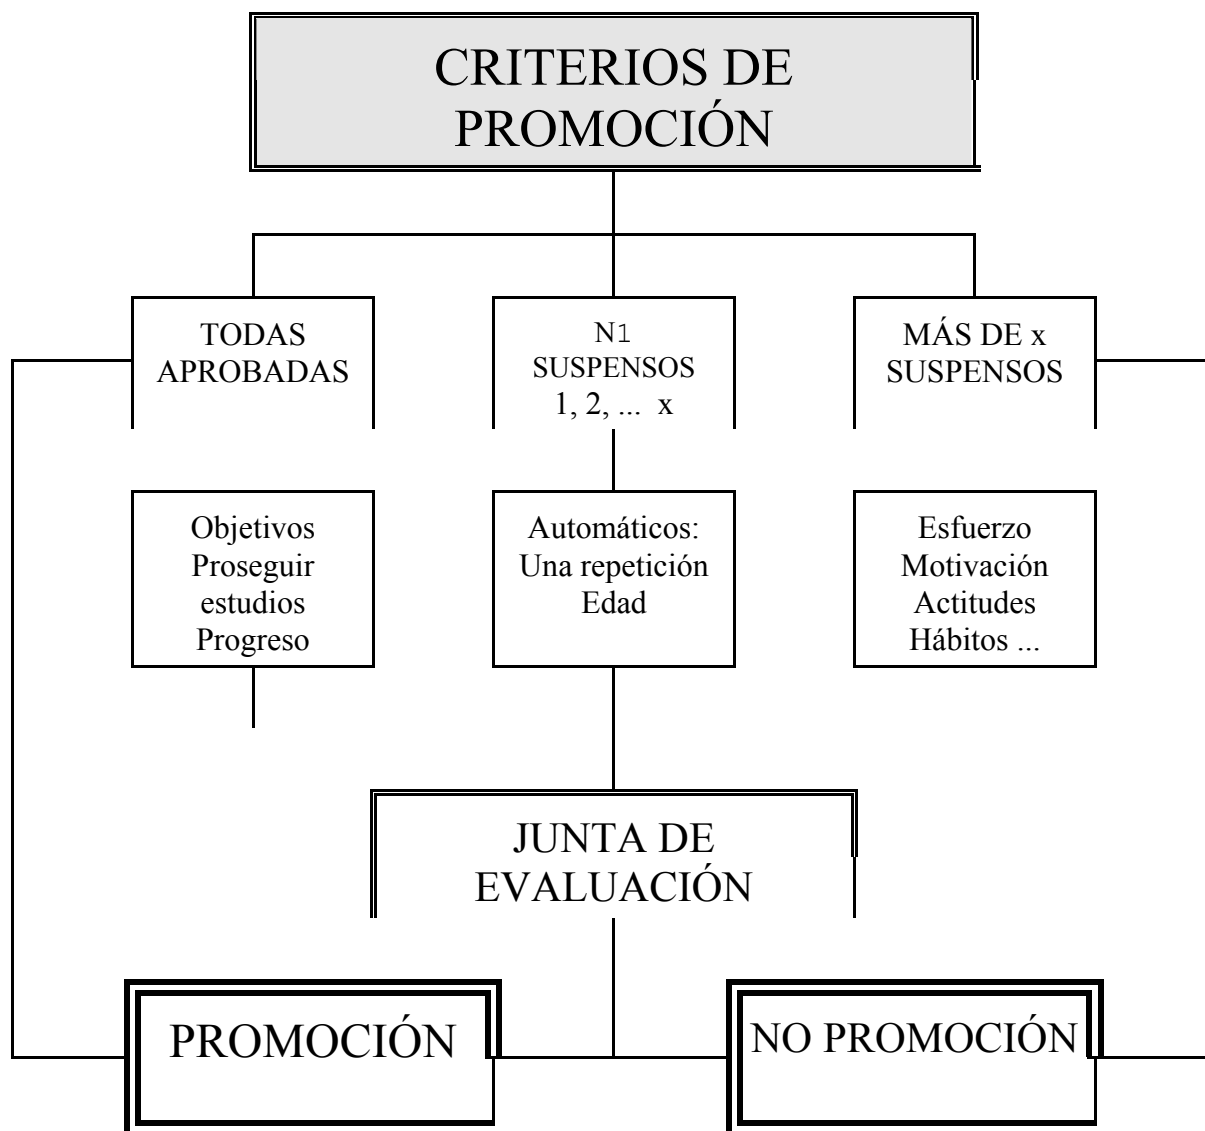 CRITERIOS DE
PROMOCIÓN
TODAS
APROBADAS
N1
SUSPENSOS
1, 2, ... x
MÁS DE x
SUSPENSOS
Objetivos
Proseguir
estudios
Progreso
Automáticos:
Una repetición
Edad
Esfuerzo
Motivación
Actitudes
Hábitos ...
JUNTA DE
EVALUACIÓN
PROMOCIÓN
NO PROMOCIÓN